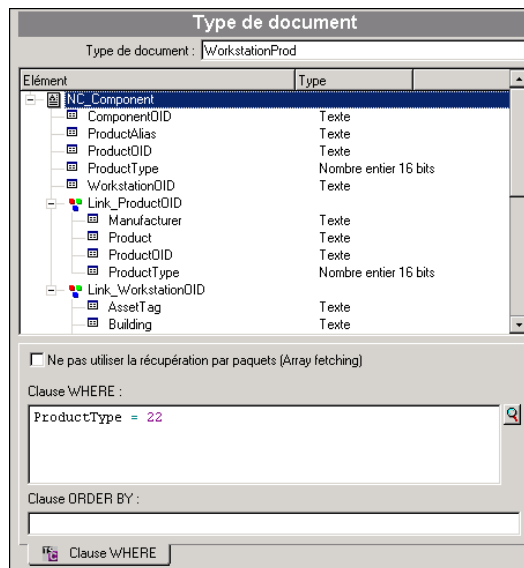 Type de document
Type de document : WorkstationProd
Elément Type
NC_Component
ComponentOID Texte
ProductAlias Texte
ProductOID Texte
ProductType Nombre entier 16 bits
WorkstationOID Texte
Link_ProductOID
Manufacturer Texte
Product Texte
ProductOID Texte
ProductType Nombre entier 16 bits
Link_WorkstationOID
AssetTag Texte
Building Texte
Ne pas utiliser la récupération par paquets (Array fetching)
Clause WHERE :
ProductType = 22
Clause ORDER BY :
Clause WHERE